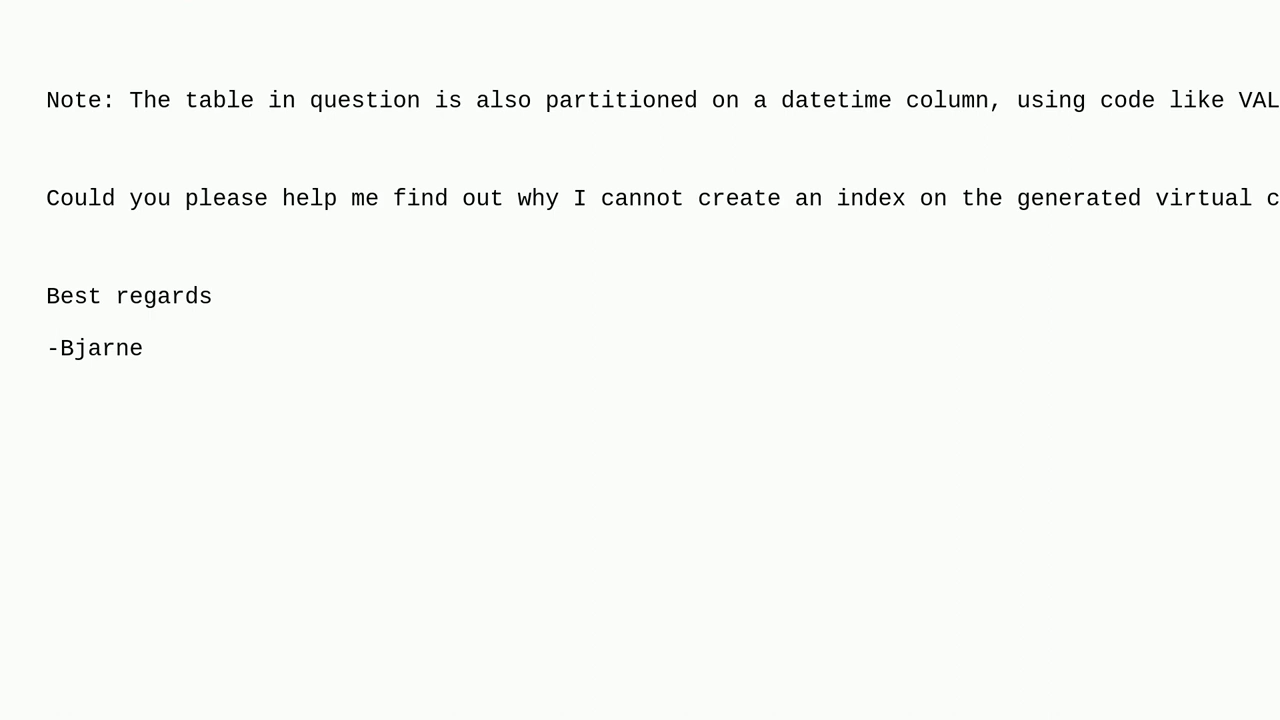 Note: The table in question is also partitioned on a datetime column, using code like
Could you please help me find out why I cannot create an index on the generated virtual
Best regards
-Bjarne